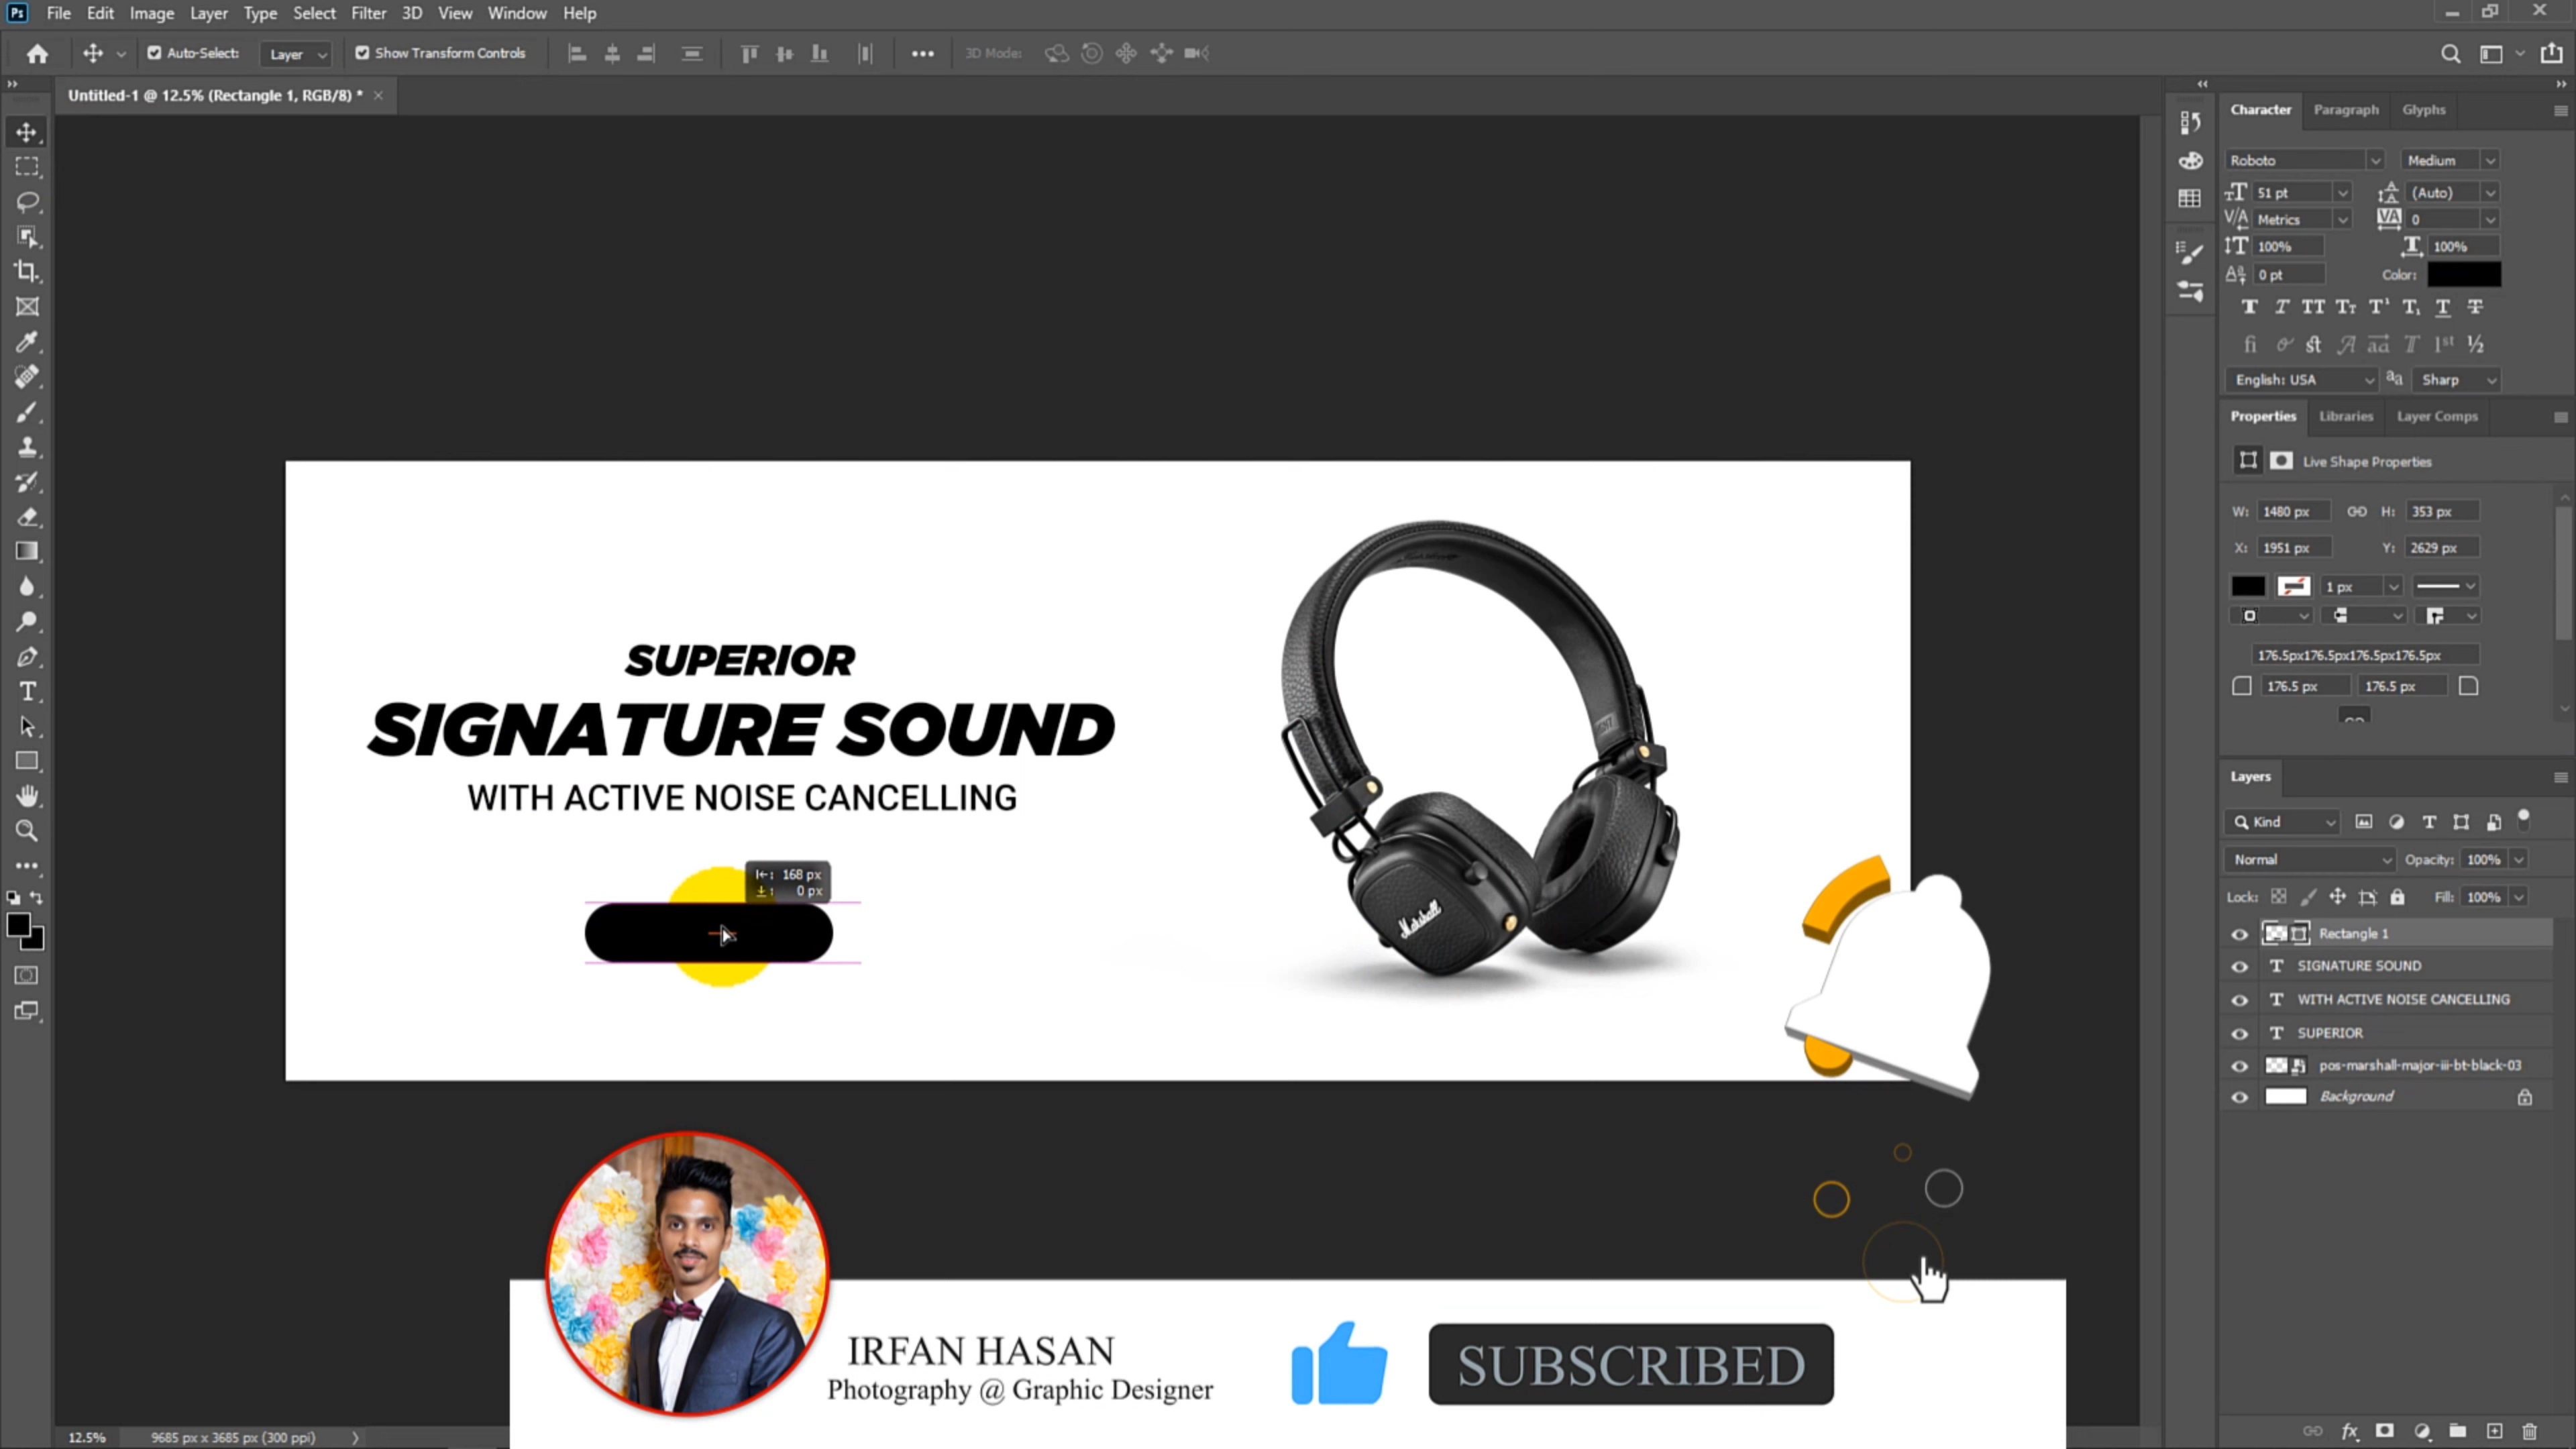 Ps File Edit Image Layer Type Select Filter 3D View Window Help
Auto-Select: Layer Show Transform Controls 3D Mode:
Untitled-1 @ 12.5% (Rectangle 1, RGB/8) *
Character Paragraph Glyphs
Roboto Medium
51 pt (Auto)
Metrics 0
100% 100%
0 pt Color:
English: USA Sharp
Properties Libraries Layer Comps
Live Shape Properties
W: 1480 px H: 353 px
X: 1951 px Y: 2629 px
1 px
176.5px176.5px176.5px176.5px
176.5 px 176.5 px
Layers
Kind
Normal Opacity: 100%
Lock: Fill: 100%
Rectangle 1
SIGNATURE SOUND
WITH ACTIVE NOISE CANCELLING
SUPERIOR
pos-marshall-major-iii-bt-black-03
Background
SUPERIOR
SIGNATURE SOUND
WITH ACTIVE NOISE CANCELLING
168 px
0 px
Marshall
IRFAN HASAN
Photography @ Graphic Designer
SUBSCRIBED
12.5% 9685 px x 3685 px (300 ppi)